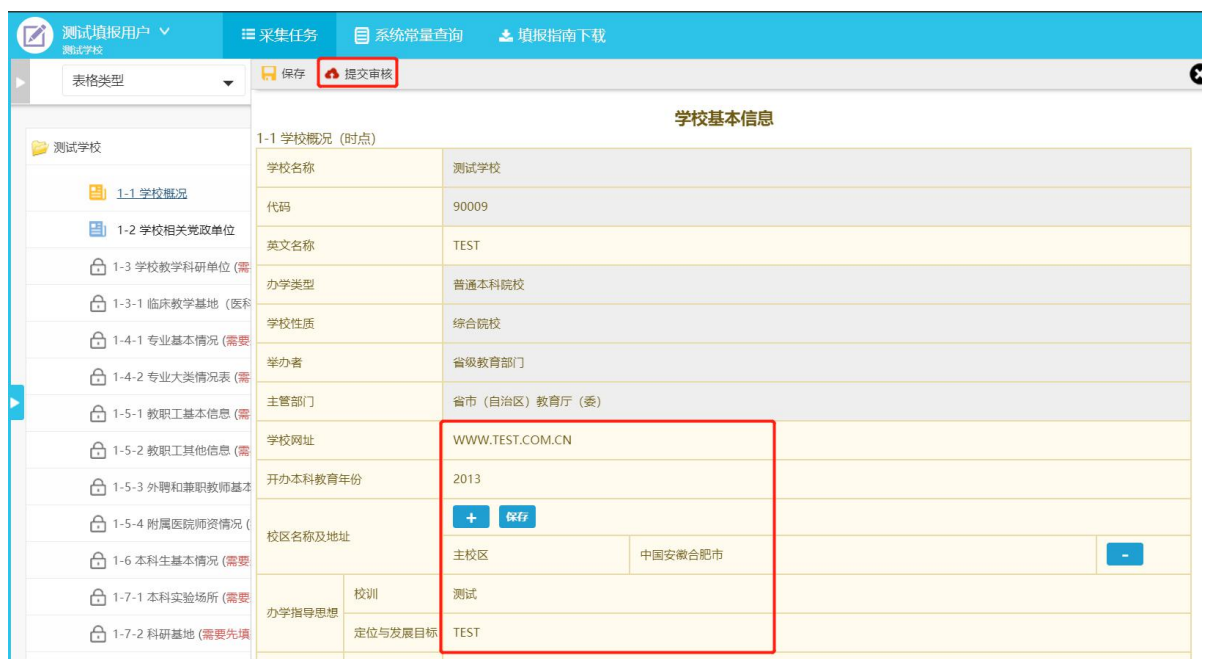 测试填报用户
测试学校
采集任务
系统常量查询
填报指南下载
表格类型
保存
提交审核
测试学校
1-1 学校概况
1-2 学校相关党政单位
1-3 学校教学科研单位 (需
1-3-1 临床教学基地（医科
1-4-1 专业基本情况 (需要
1-4-2 专业大类情况表 (需
1-5-1 教职工基本信息 (需
1-5-2 教职工其他信息 (需
1-5-3 外聘和兼职教师基本
1-5-4 附属医院师资情况 (
1-6 本科生基本情况 (需要
1-7-1 本科实验场所 (需要
1-7-2 科研基地 (需要先填
学校基本信息
1-1 学校概况（时点）
学校名称 测试学校
代码 90009
英文名称 TEST
办学类型 普通本科院校
学校性质 综合院校
举办者 省级教育部门
主管部门 省市（自治区）教育厅（委）
学校网址 WWW.TEST.COM.CN
开办本科教育年份 2013
校区名称及地址
+ 保存
主校区 中国安徽合肥市 -
办学指导思想
校训 测试
定位与发展目标 TEST